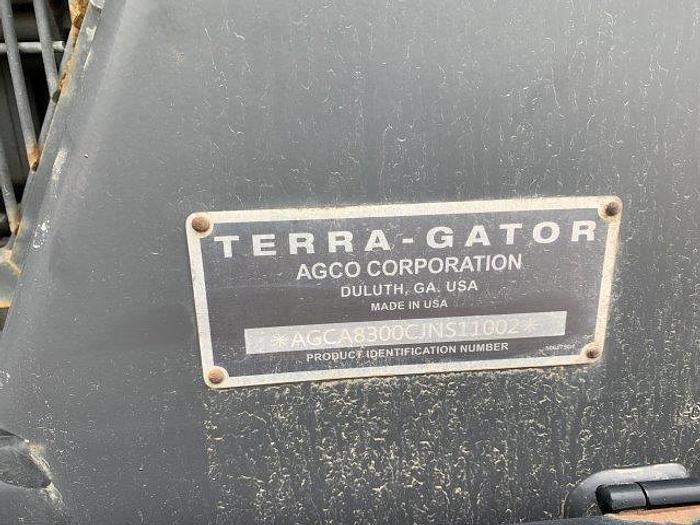 TERRA-GATOR
AGCO CORPORATION
DULUTH, GA. USA
MADE IN USA
*AGCA8300CJNS11002*
PRODUCT IDENTIFICATION NUMBER